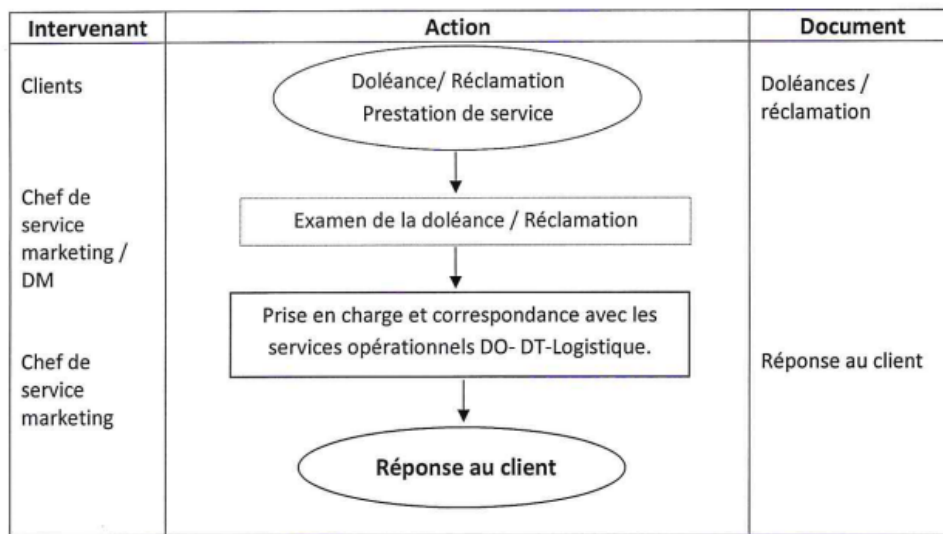 Intervenant
Action
Document
Clients
Doléance/ Réclamation
Prestation de service
Doléances /
réclamation
Chef de
service
marketing /
DM
Examen de la doléance / Réclamation
Prise en charge et correspondance avec les
services opérationnels DO- DT-Logistique.
Chef de
service
marketing
Réponse au client
Réponse au client